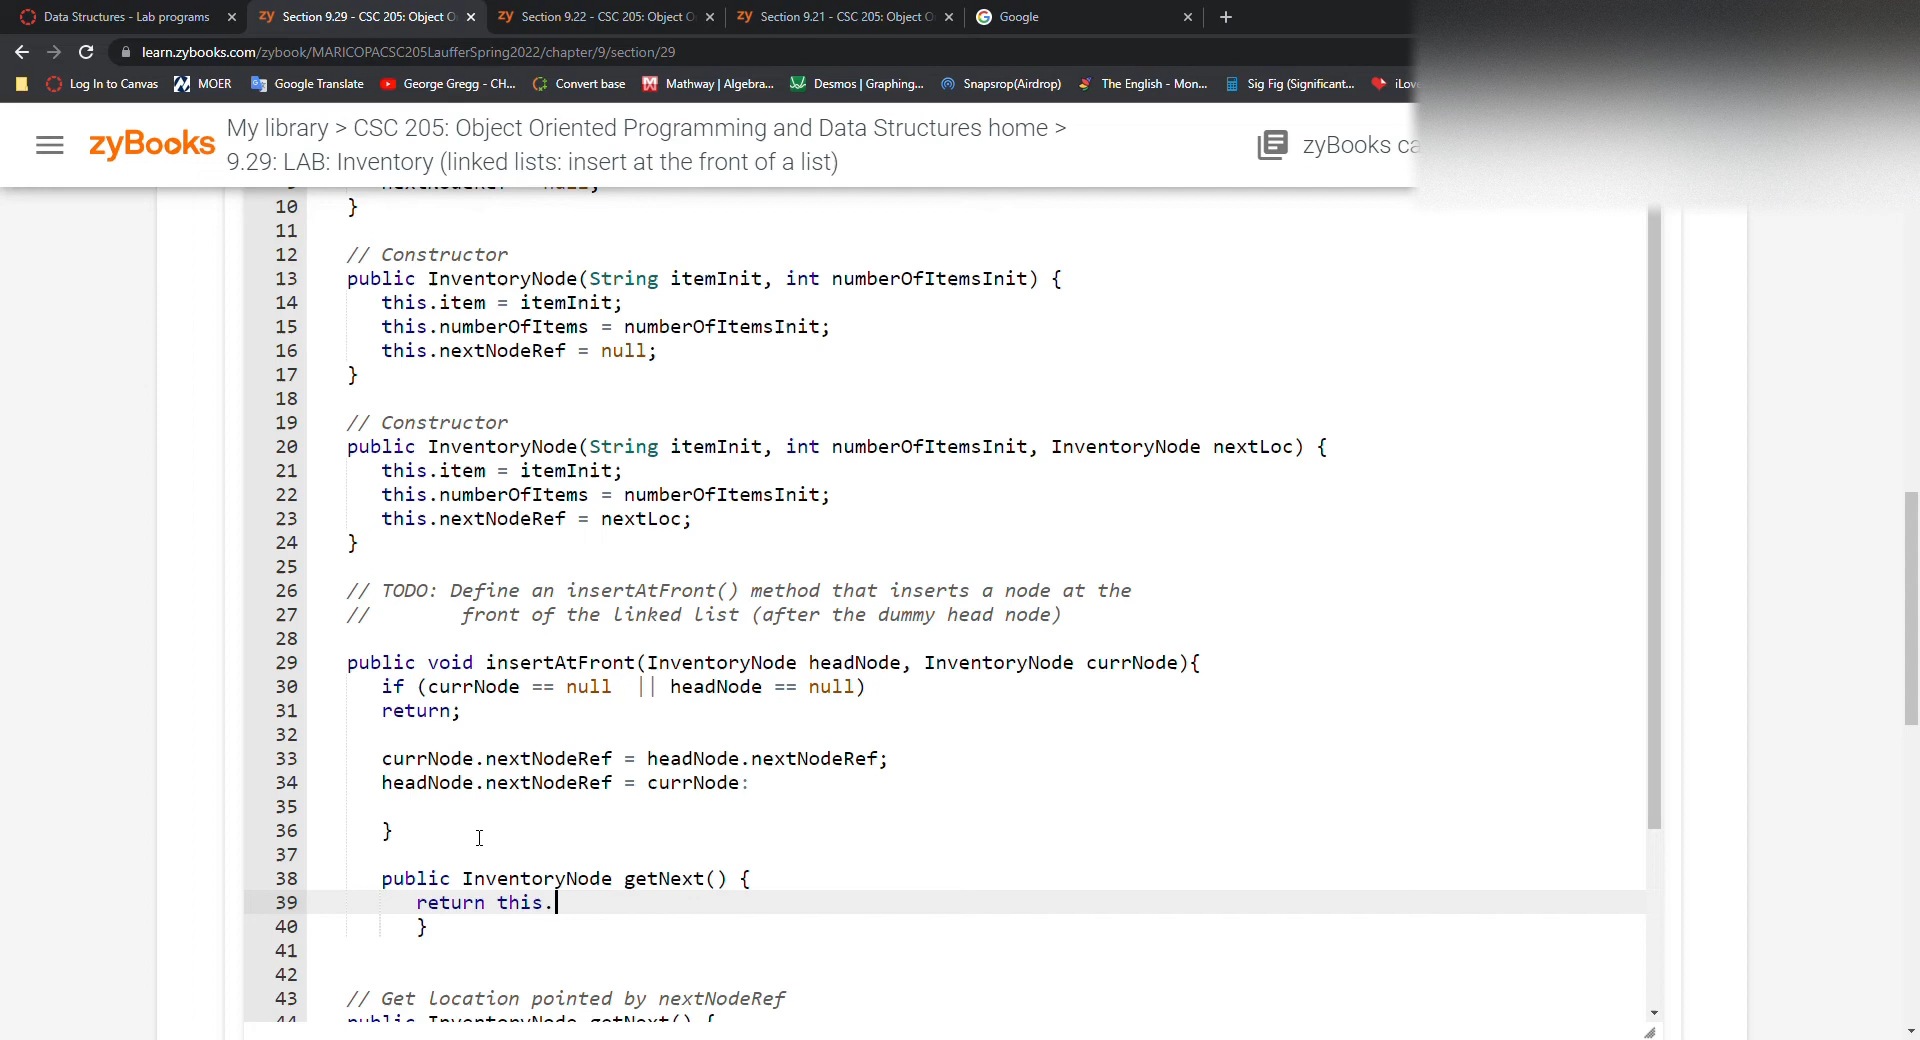 Data Structures - Lab programs
Section 9.29 - CSC 205: Object O
Section 9.22 - CSC 205: Object O
Section 9.21 - CSC 205: Object O
Google
learn.zybooks.com/zybook/MARICOPACSC205LaufferSpring2022/chapter/9/section/29
Log In to Canvas
MOER
Google Translate
George Gregg - CH...
Convert base
Mathway | Algebra...
Desmos | Graphing...
Snapsrop(Airdrop)
The English - Mon...
Sig Fig (Significant...
iLov
zyBooks
My library > CSC 205: Object Oriented Programming and Data Structures home >
9.29: LAB: Inventory (linked lists: insert at the front of a list)
zyBooks ca
10 }
11
12 // Constructor
13 public InventoryNode(String itemInit, int numberOfItemsInit) {
14 this.item = itemInit;
15 this.numberOfItems = numberOfItemsInit;
16 this.nextNodeRef = null;
17 }
18
19 // Constructor
20 public InventoryNode(String itemInit, int numberOfItemsInit, InventoryNode nextLoc) {
21 this.item = itemInit;
22 this.numberOfItems = numberOfItemsInit;
23 this.nextNodeRef = nextLoc;
24 }
25
26 // TODO: Define an insertAtFront() method that inserts a node at the
27 // front of the linked list (after the dummy head node)
28
29 public void insertAtFront(InventoryNode headNode, InventoryNode currNode){
30 if (currNode == null || headNode == null)
31 return;
32
33 currNode.nextNodeRef = headNode.nextNodeRef;
34 headNode.nextNodeRef = currNode:
35
36 }
37
38 public InventoryNode getNext() {
39 return this.
40 }
41
42
43 // Get location pointed by nextNodeRef
44 public InventoryNode getNext() {